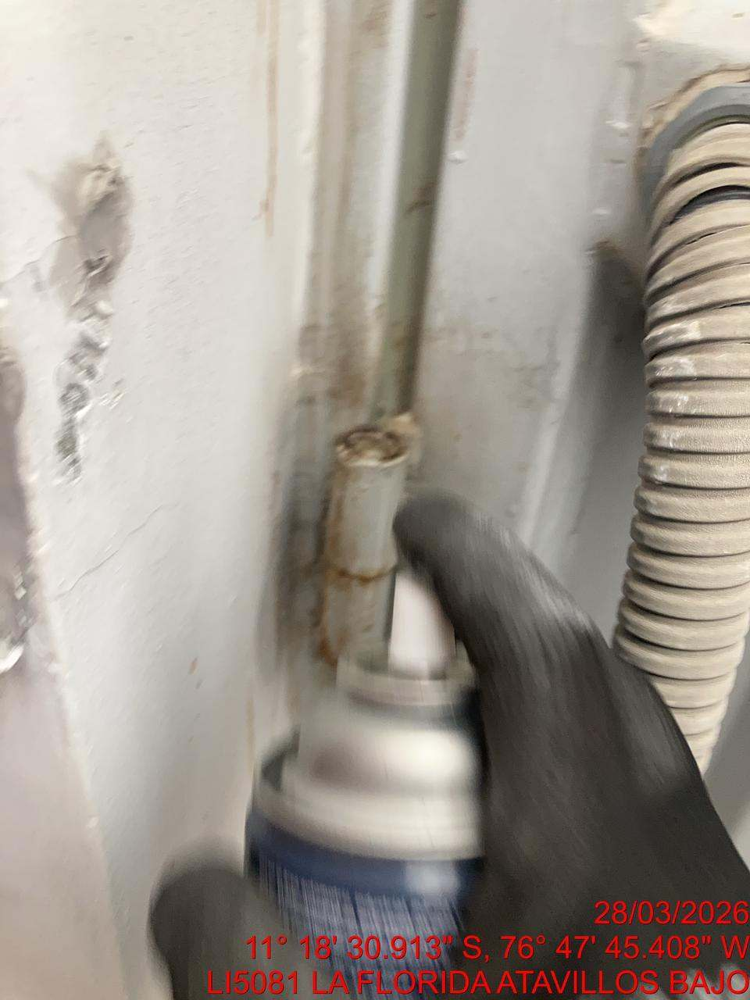 28/03/2026
11° 18' 30.913" S, 76° 47' 45.408" W
LI5081 LA FLORIDA ATAVILLOS BAJO